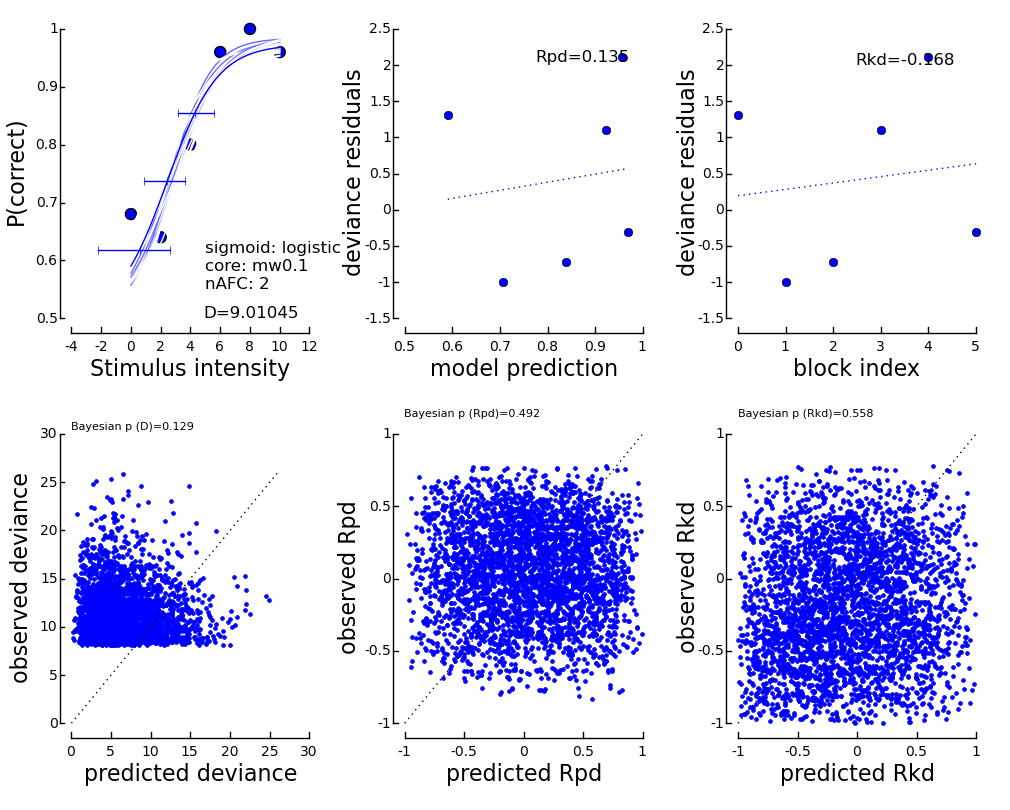 1
0.9
0.8
0.7
0.6
0.5
P(correct)
sigmoid: logistic
core: mw0.1
nAFC: 2
D=9.01045
-4 -2 0 2 4 6 8 10 12
Stimulus intensity
2.5
2
1.5
1
0.5
0
-0.5
-1
-1.5
deviance residuals
Rpd=0.135
0.5 0.6 0.7 0.8 0.9 1
model prediction
2.5
2
1.5
1
0.5
0
-0.5
-1
-1.5
deviance residuals
Rkd=-0.168
0 1 2 3 4 5
block index
Bayesian p (D)=0.129
30
25
20
15
10
5
0
observed deviance
0 5 10 15 20 25 30
predicted deviance
Bayesian p (Rpd)=0.492
1
0.5
0
-0.5
-1
observed Rpd
-1 -0.5 0 0.5 1
predicted Rpd
Bayesian p (Rkd)=0.558
1
0.5
0
-0.5
-1
observed Rkd
-1 -0.5 0 0.5 1
predicted Rkd